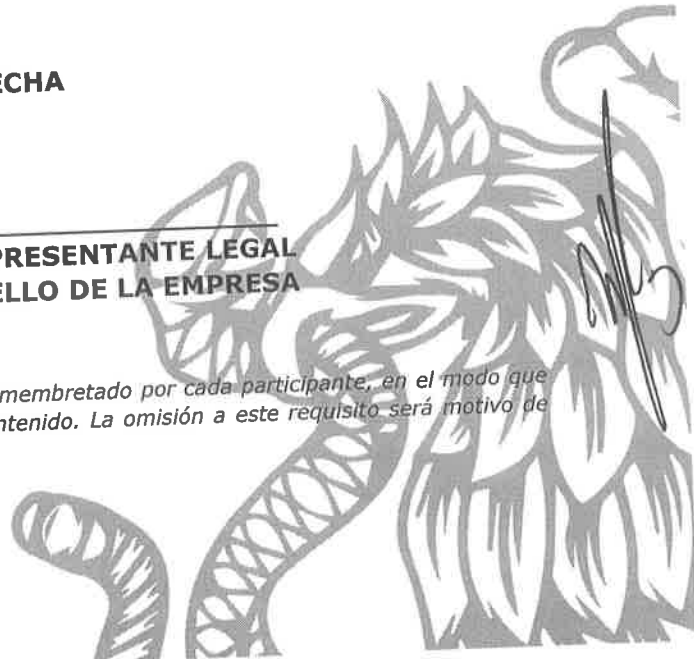 ECHA
PRESENTANTE LEGAL
ELLO DE LA EMPRESA
membretado por cada participante, en el modo que
ntenido. La omisión a este requisito será motivo de